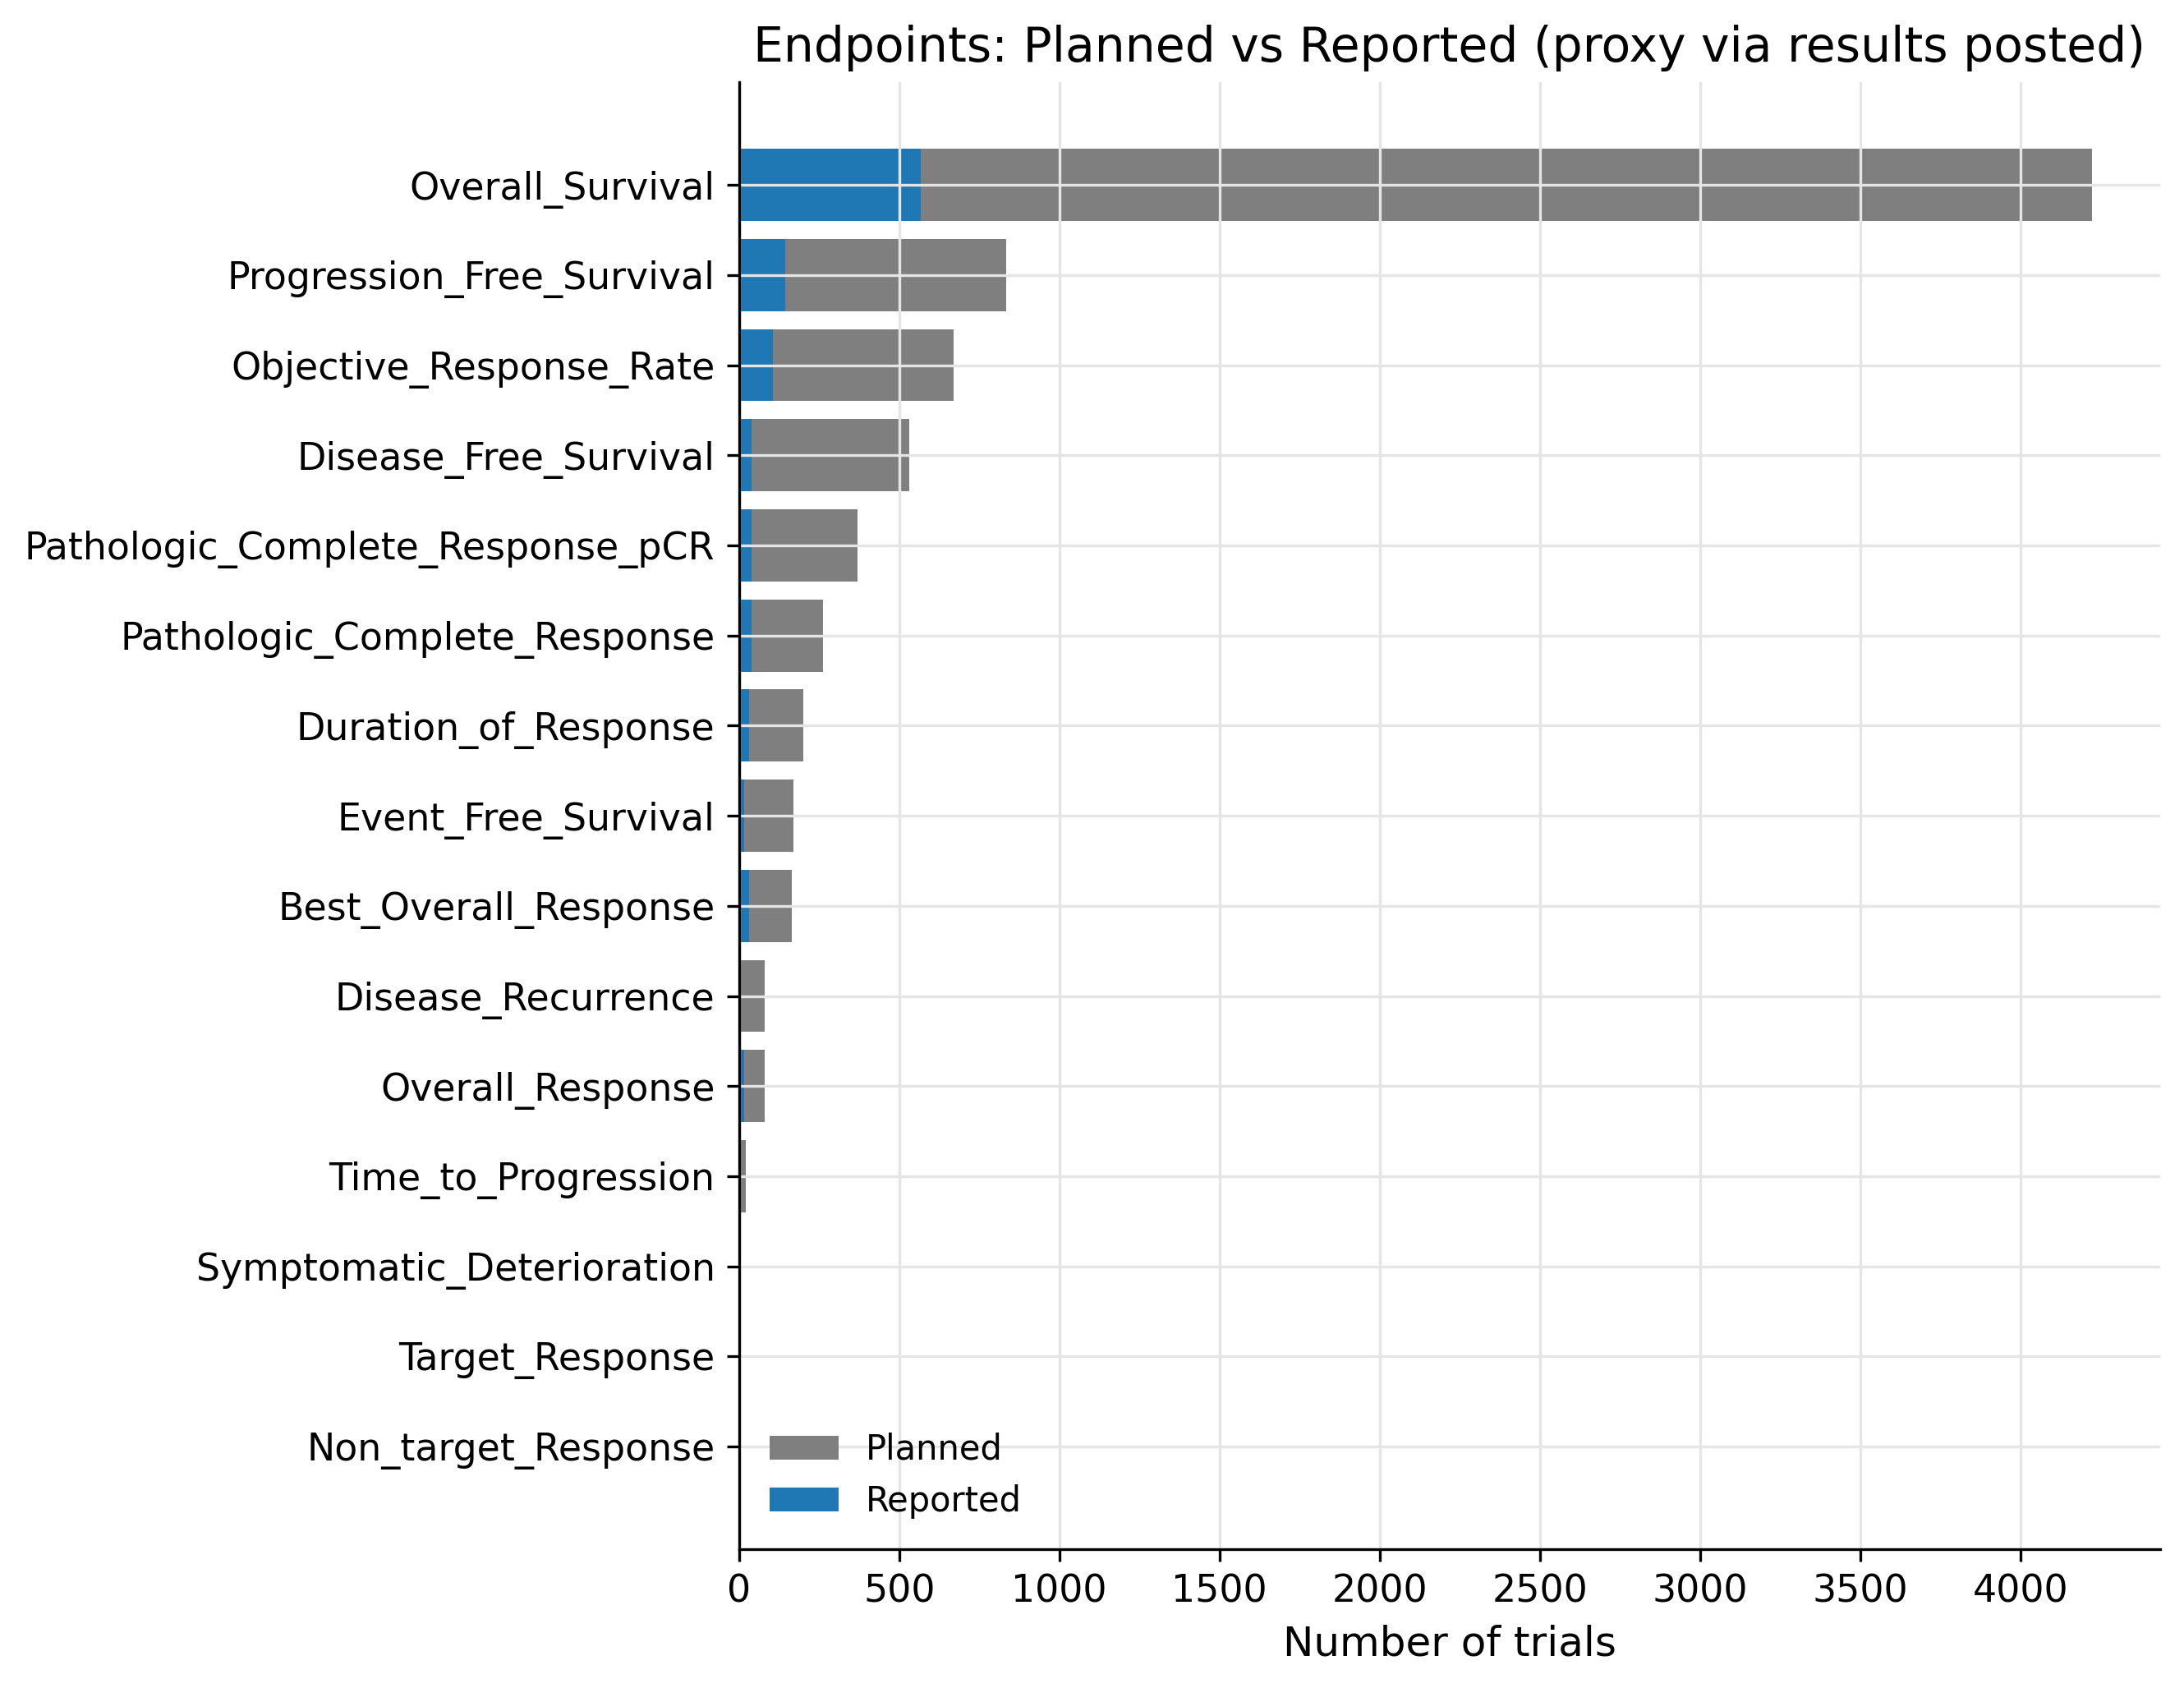 Endpoints: Planned vs Reported (proxy via results posted)
Overall_Survival
Progression_Free_Survival
Objective_Response_Rate
Disease_Free_Survival
Pathologic_Complete_Response_pCR
Pathologic_Complete_Response
Duration_of_Response
Event_Free_Survival
Best_Overall_Response
Disease_Recurrence
Overall_Response
Time_to_Progression
Symptomatic_Deterioration
Target_Response
Non_target_Response
Planned
Reported
0 500 1000 1500 2000 2500 3000 3500 4000
Number of trials